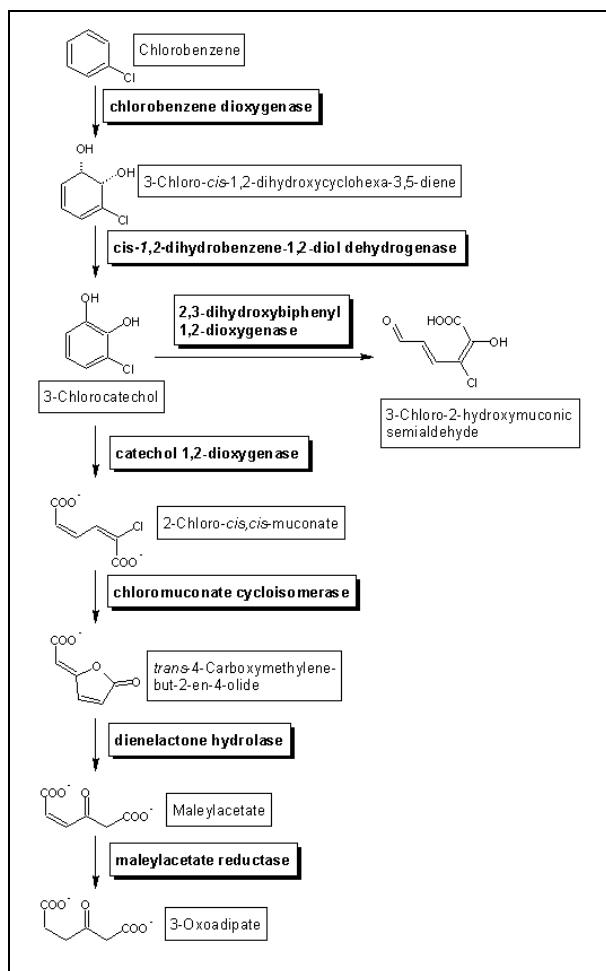 Chlorobenzene
Cl
chlorobenzene dioxygenase
OH
OH
3-Chloro-cis-1,2-dihydroxycyclohexa-3,5-diene
Cl
cis-1,2-dihydrobenzene-1,2-diol dehydrogenase
OH
OH
Cl
3-Chlorocatechol
2,3-dihydroxybiphenyl
1,2-dioxygenase
HOOC
O
OH
Cl
3-Chloro-2-hydroxymuconic
semialdehyde
catechol 1,2-dioxygenase
COO-
Cl
COO-
2-Chloro-cis,cis-muconate
chloromuconate cycloisomerase
COO-
O
O
trans-4-Carboxymethylene-
but-2-en-4-olide
dienelactone hydrolase
COO- O
COO-
Maleylacetate
maleylacetate reductase
COO- O
COO-
3-Oxoadipate